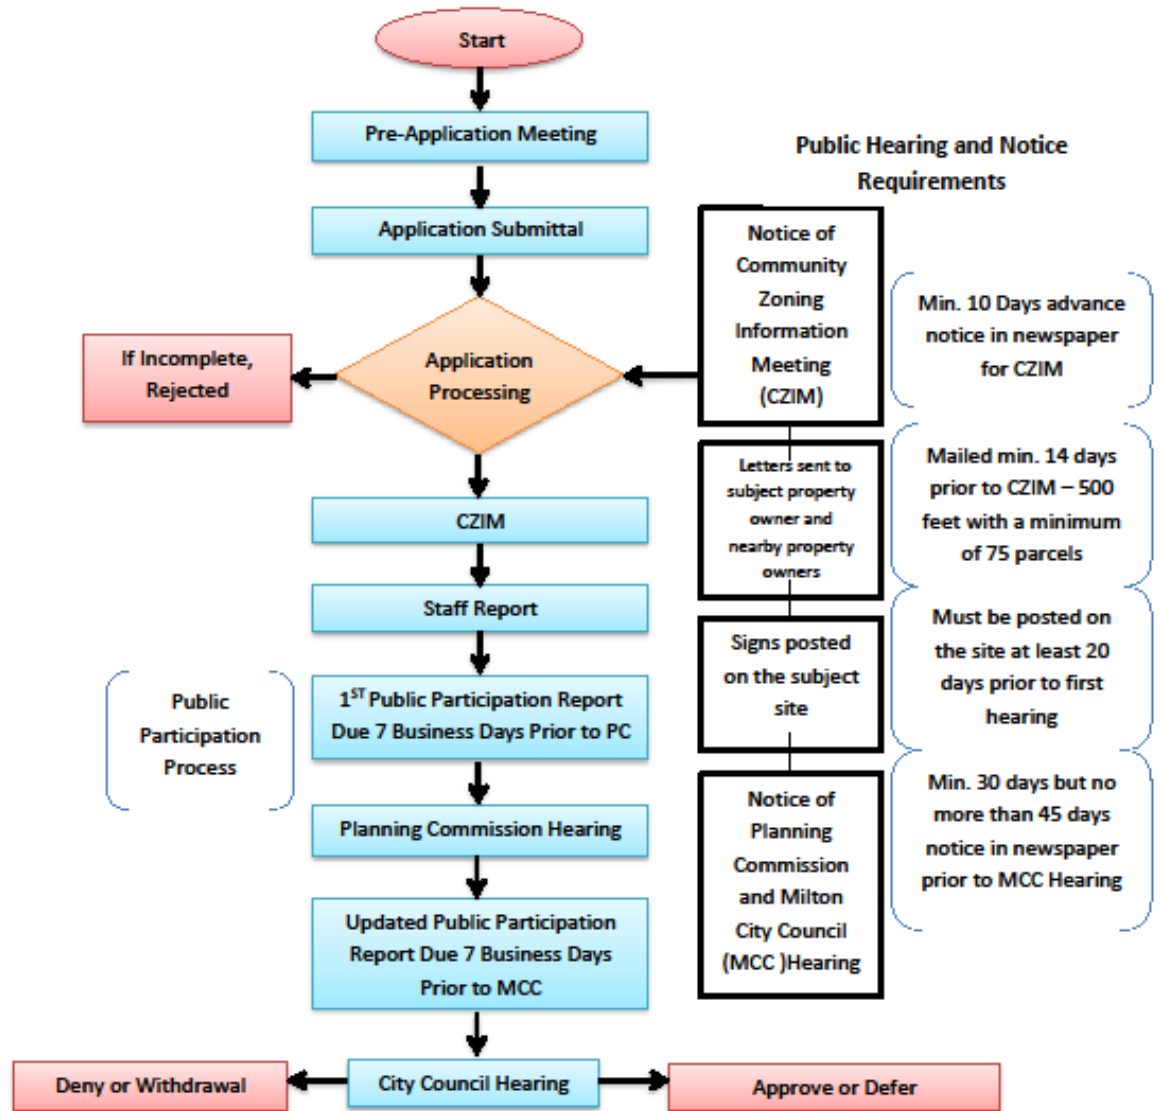 Start
Pre-Application Meeting
Application Submittal
Application
Processing
If Incomplete,
Rejected
CZIM
Staff Report
1ST Public Participation Report
Due 7 Business Days Prior to PC
Public
Participation
Process
Planning Commission Hearing
Updated Public Participation
Report Due 7 Business Days
Prior to MCC
Deny or Withdrawal
City Council Hearing
Approve or Defer
Public Hearing and Notice
Requirements
Notice of
Community
Zoning
Information
Meeting
(CZIM)
Min. 10 Days advance
notice in newspaper
for CZIM
Letters sent to
subject property
owner and
nearby property
owners
Mailed min. 14 days
prior to CZIM – 500
feet with a minimum
of 75 parcels
Signs posted
on the subject
site
Must be posted on
the site at least 20
days prior to first
hearing
Notice of
Planning
Commission
and Milton
City Council
(MCC )Hearing
Min. 30 days but no
more than 45 days
notice in newspaper
prior to MCC Hearing